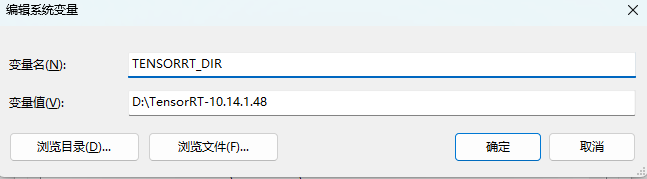 编辑系统变量
变量名(N):
TENSORRT_DIR
变量值(V):
D:\TensorRT-10.14.1.48
浏览目录(D)... 浏览文件(F)... 确定 取消